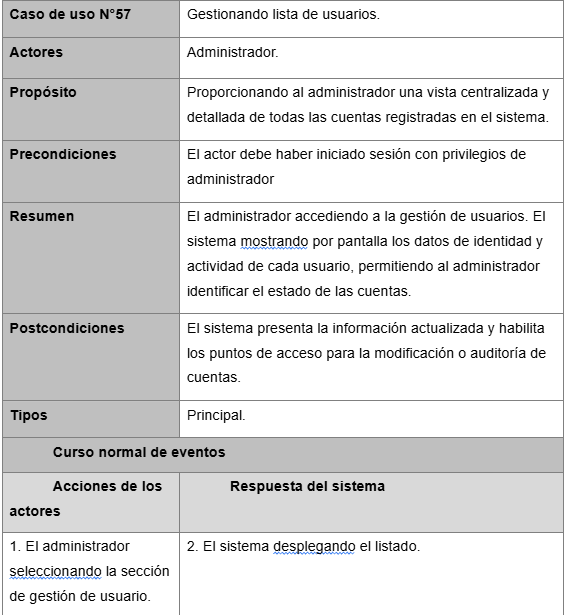 Caso de uso N°57
Gestionando lista de usuarios.
Actores
Administrador.
Propósito
Proporcionando al administrador una vista centralizada y
detallada de todas las cuentas registradas en el sistema.
Precondiciones
El actor debe haber iniciado sesión con privilegios de
administrador
Resumen
El administrador accediendo a la gestión de usuarios. El
sistema mostrando por pantalla los datos de identidad y
actividad de cada usuario, permitiendo al administrador
identificar el estado de las cuentas.
Postcondiciones
El sistema presenta la información actualizada y habilita
los puntos de acceso para la modificación o auditoría de
cuentas.
Tipos
Principal.
Curso normal de eventos
Acciones de los
actores
Respuesta del sistema
1. El administrador
seleccionando la sección
de gestión de usuario.
2. El sistema desplegando el listado.